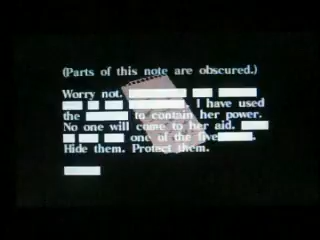 (Parts of this note are obscured.)
Worry not.
. I have used
the to contain her power.
No one will come to her aid.
one of the five .
Hide them. Protect them.